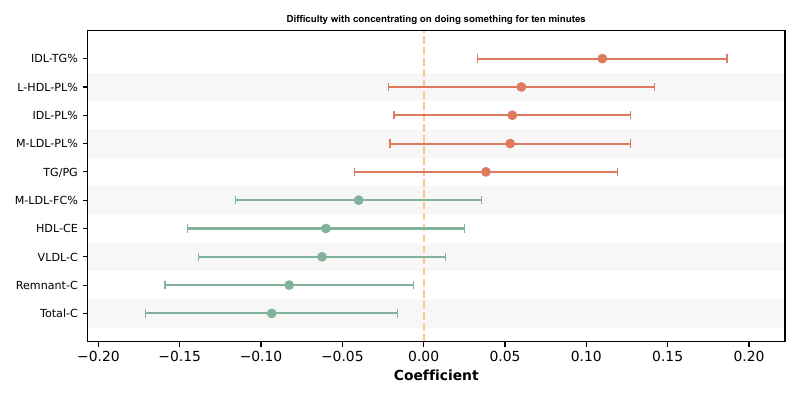 Difficulty with concentrating on doing something for ten minutes
IDL-TG%
L-HDL-PL%
IDL-PL%
M-LDL-PL%
TG/PG
M-LDL-FC%
HDL-CE
VLDL-C
Remnant-C
Total-C
−0.20 −0.15 −0.10 −0.05 0.00 0.05 0.10 0.15 0.20
Coefficient